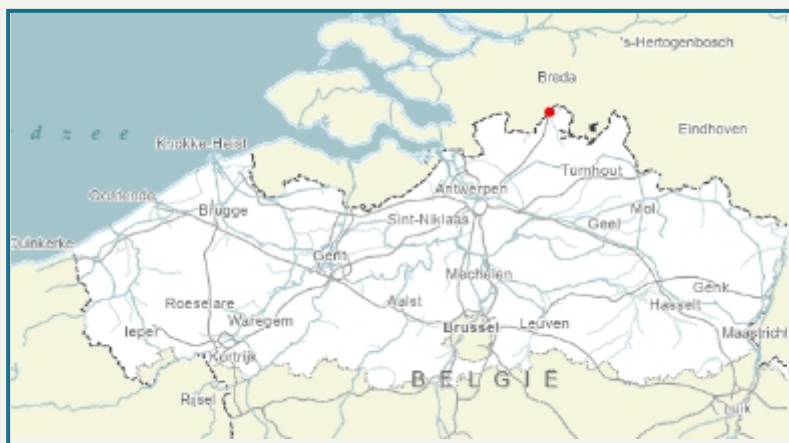 's-Hertogenbosch
Breda
Eindhoven
d z e e
Knokke-Heist
Turnhout
Antwerpen
Oostende
Mol
Brugge
Sint-Niklaas
Geel
Duinkerke
Gent
Mechelen
Genk
Roeselare
Aalst
Hasselt
Waregem
Ieper
Brussel
Leuven
Maastricht
Kortrijk
BELGIË
Rijsel
Luik